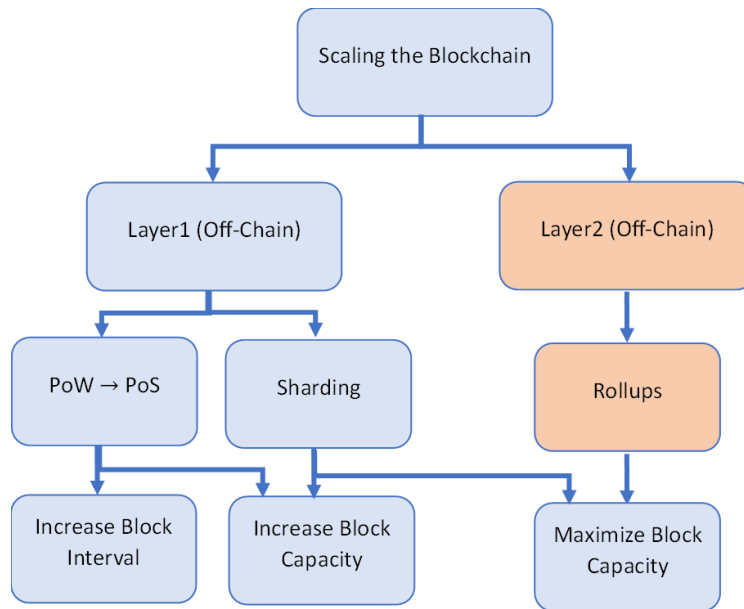 Scaling the Blockchain
Layer1 (Off-Chain)
Layer2 (Off-Chain)
PoW → PoS
Sharding
Rollups
Increase Block
Interval
Increase Block
Capacity
Maximize Block
Capacity